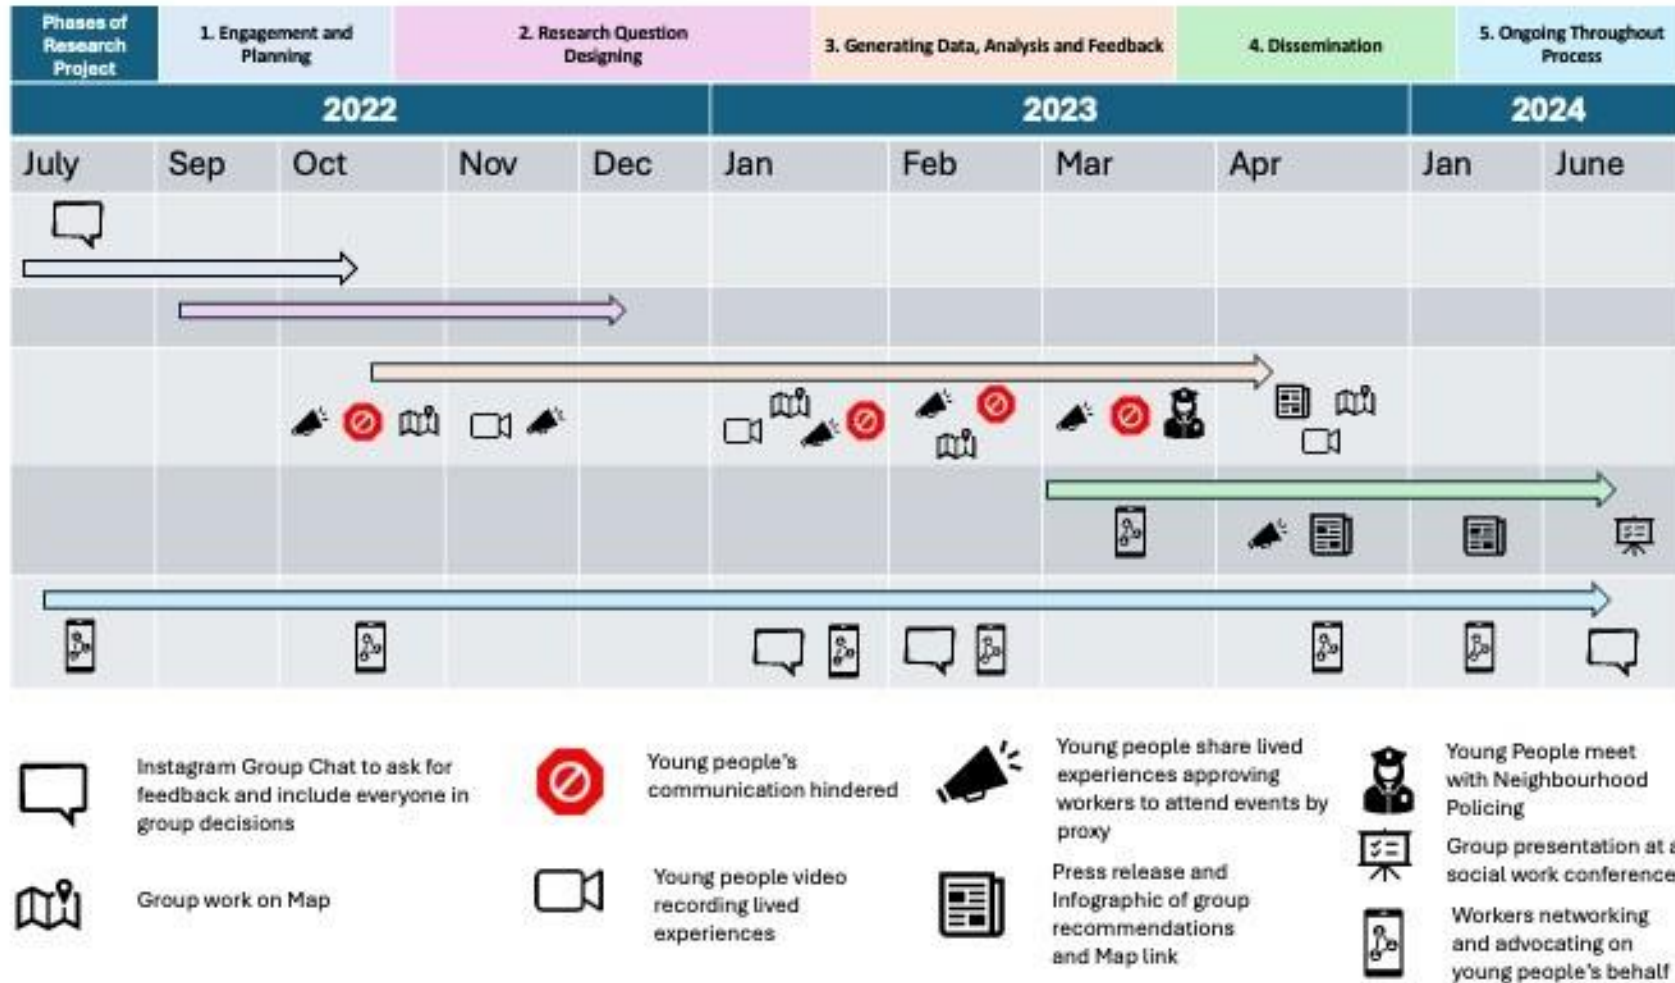 Phases of
Research
Project
1. Engagement and
Planning
2. Research Question
Designing
3. Generating Data, Analysis and Feedback
4. Dissemination
5. Ongoing Throughout
Process
2022
2023
2024
July
Sep
Oct
Nov
Dec
Jan
Feb
Mar
Apr
Jan
June
Instagram Group Chat to ask for
feedback and include everyone in
group decisions
Group work on Map
Young people's
communication hindered
Young people video
recording lived
experiences
Young people share lived
experiences approving
workers to attend events by
proxy
Press release and
Infographic of group
recommendations
and Map link
Young People meet
with Neighbourhood
Policing
Group presentation at a
social work conference
Workers networking
and advocating on
young people's behalf